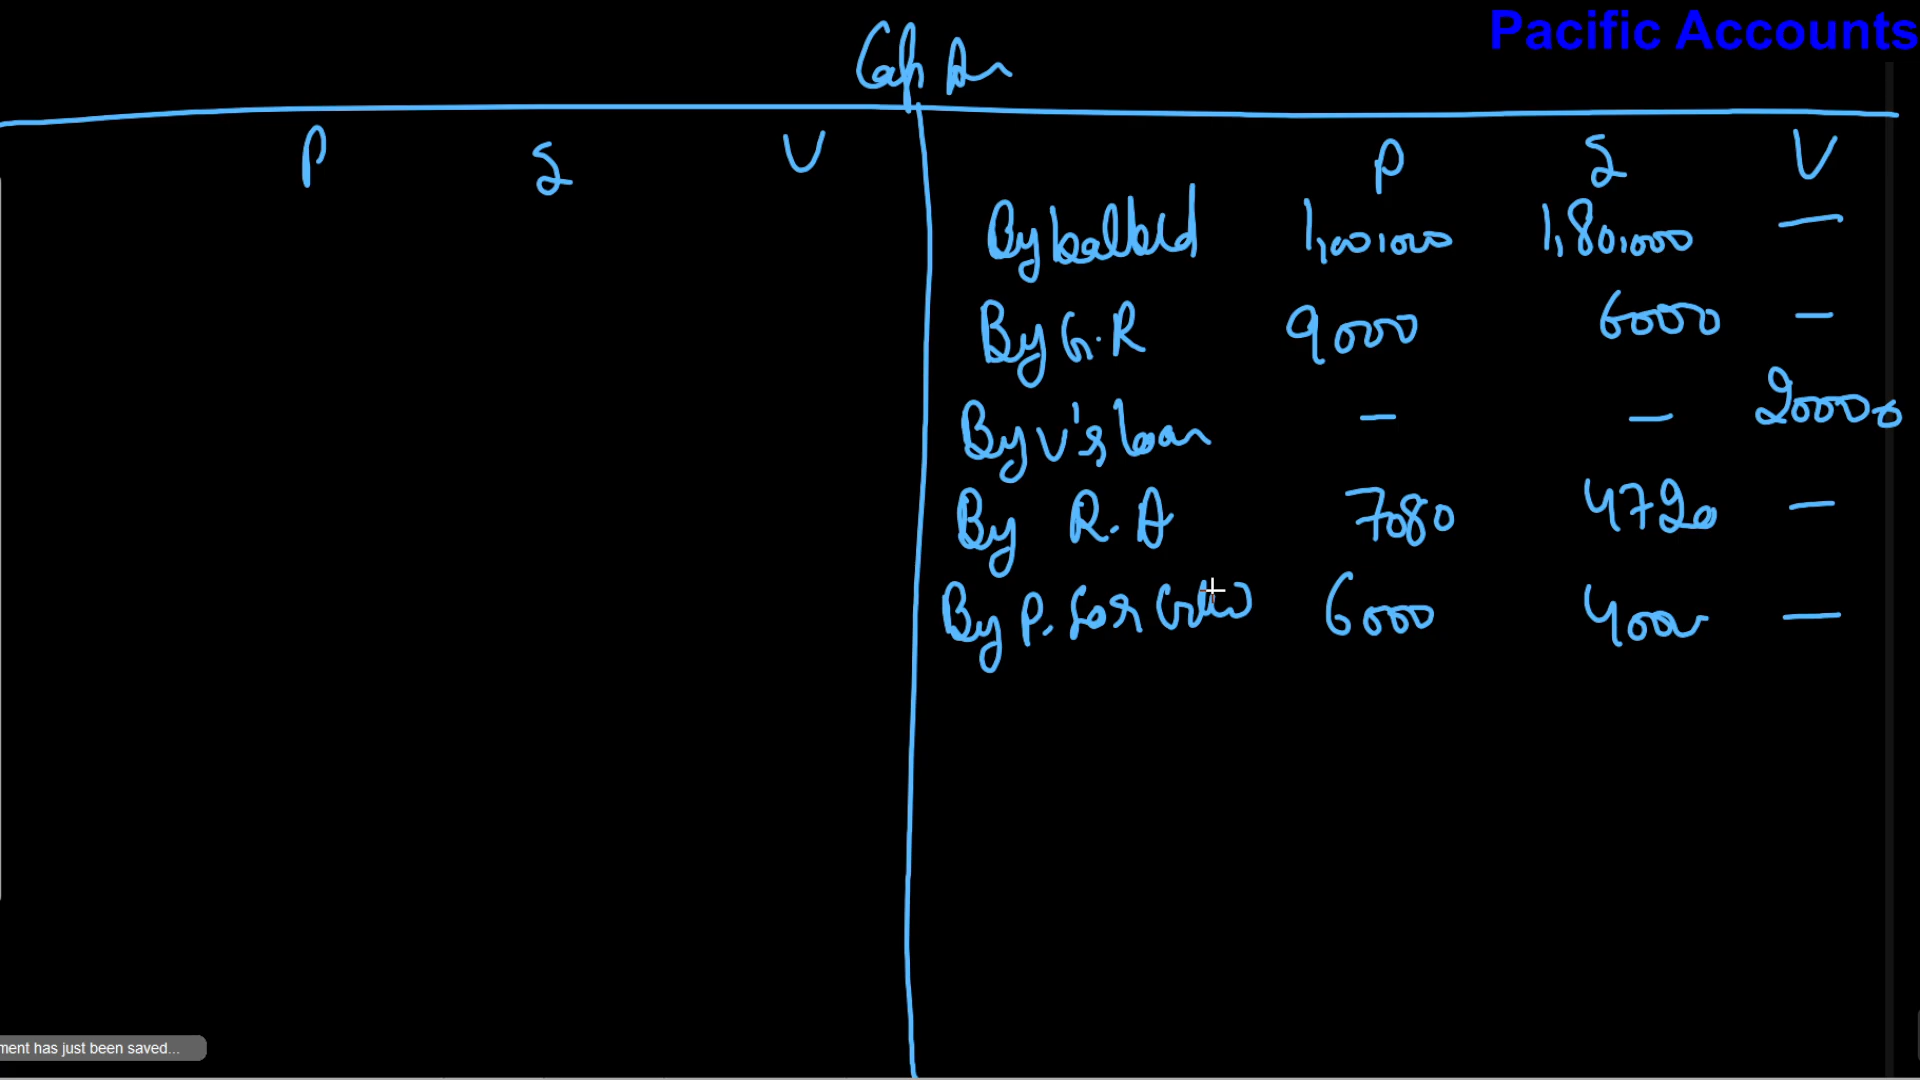 Pacific Accounts
Cap A
P S V P S V
By bal b/d 1,00,000 1,80,000 —
By G.R 9000 6000 —
By V's loan — — 20000
By R.A 7080 4720 —
By P. for 6000 4000 —
ment has just been saved...